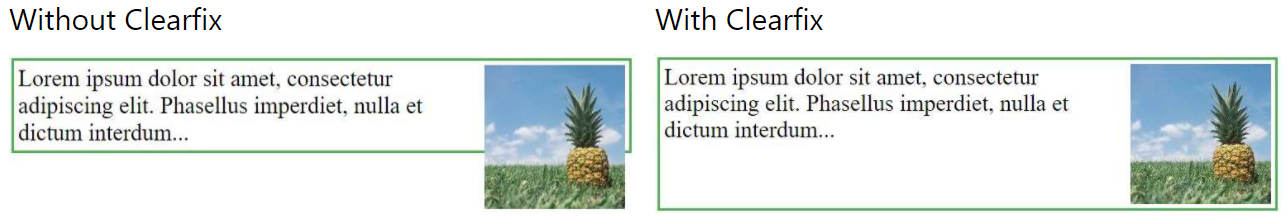 Without Clearfix
Lorem ipsum dolor sit amet, consectetur
adipiscing elit. Phasellus imperdiet, nulla et
dictum interdum...
With Clearfix
Lorem ipsum dolor sit amet, consectetur
adipiscing elit. Phasellus imperdiet, nulla et
dictum interdum...